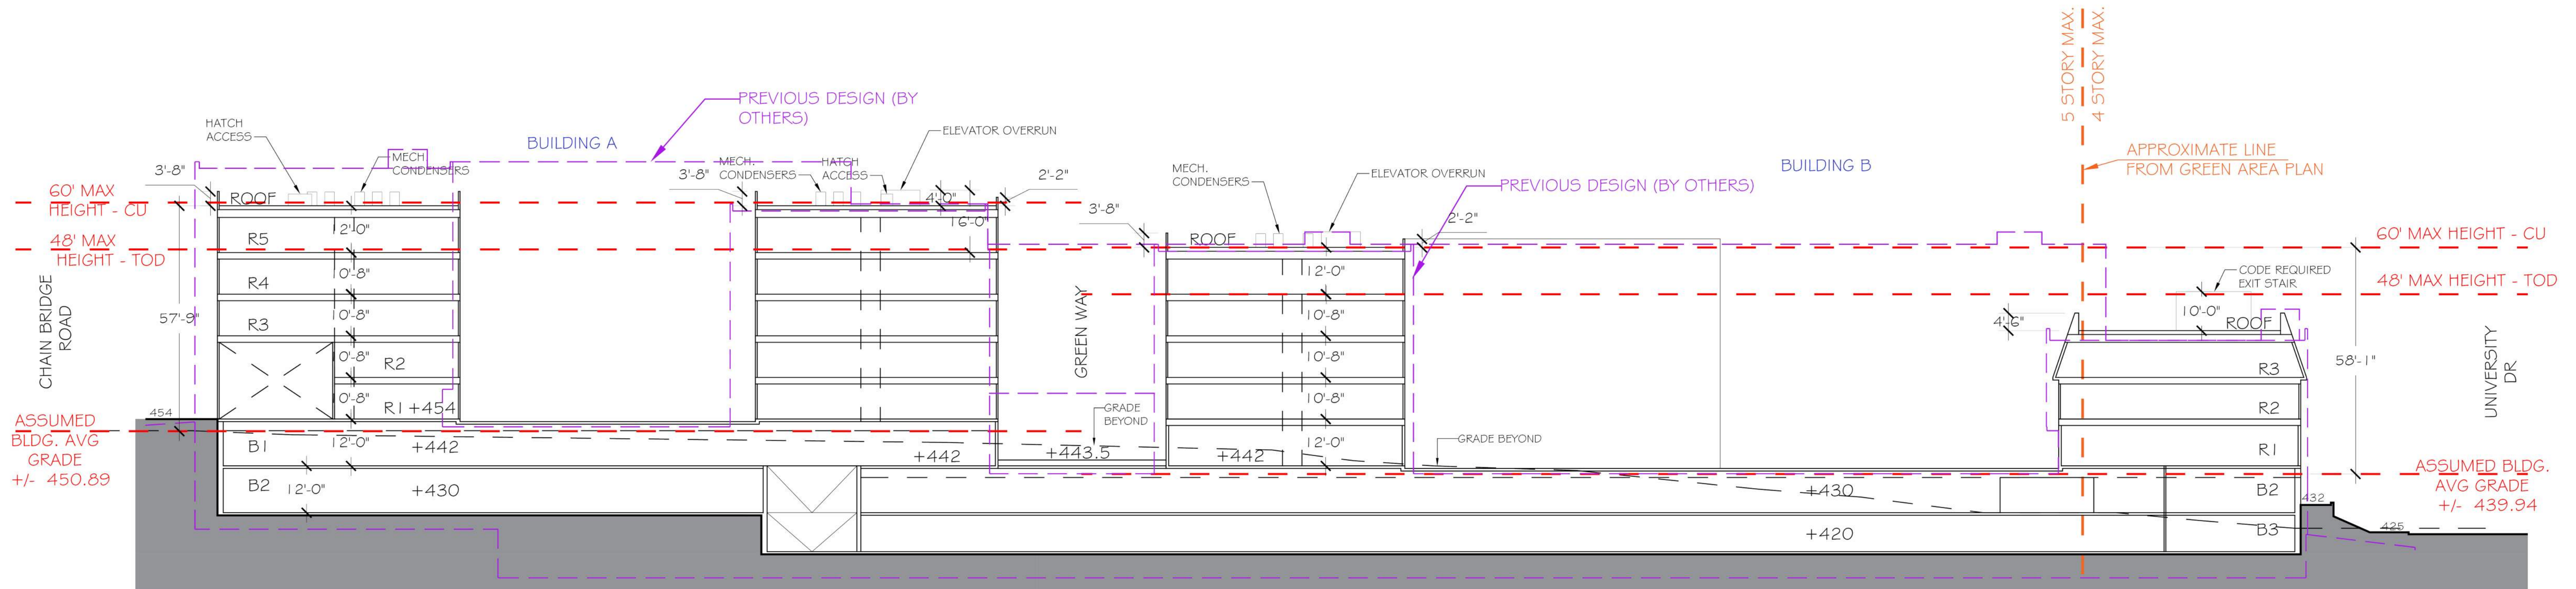 5 STORY MAX.
4 STORY MAX.
PREVIOUS DESIGN (BY
OTHERS)
HATCH
ACCESS
BUILDING A
ELEVATOR OVERRUN
APPROXIMATE LINE
FROM GREEN AREA PLAN
3'-8"
MECH.
CONDENSERS
3'-8"
MECH.
CONDENSERS
HATCH
ACCESS
2'-2"
MECH.
CONDENSERS
ELEVATOR OVERRUN
BUILDING B
PREVIOUS DESIGN (BY OTHERS)
60' MAX
HEIGHT - CU
ROOF
4'-0"
16'-0"
3'-8"
2'-2"
48' MAX
HEIGHT - TOD
R5
12'-0"
ROOF
60' MAX HEIGHT - CU
CHAIN BRIDGE
ROAD
57'-9"
R4
10'-8"
R3
10'-8"
R2
10'-8"
R1 +454
10'-8"
GREEN WAY
12'-0"
10'-8"
10'-8"
10'-8"
12'-0"
CODE REQUIRED
EXIT STAIR
48' MAX HEIGHT - TOD
10'-0"
4'-6"
ROOF
R3
R2
R1
58'-1"
UNIVERSITY
DR
454
ASSUMED
BLDG. AVG
GRADE
+/- 450.89
B1
12'-0"
+442
+442
GRADE
BEYOND
+443.5
+442
GRADE BEYOND
B2
12'-0"
+430
+430
B2
432
ASSUMED BLDG.
AVG GRADE
+/- 439.94
+420
B3
425